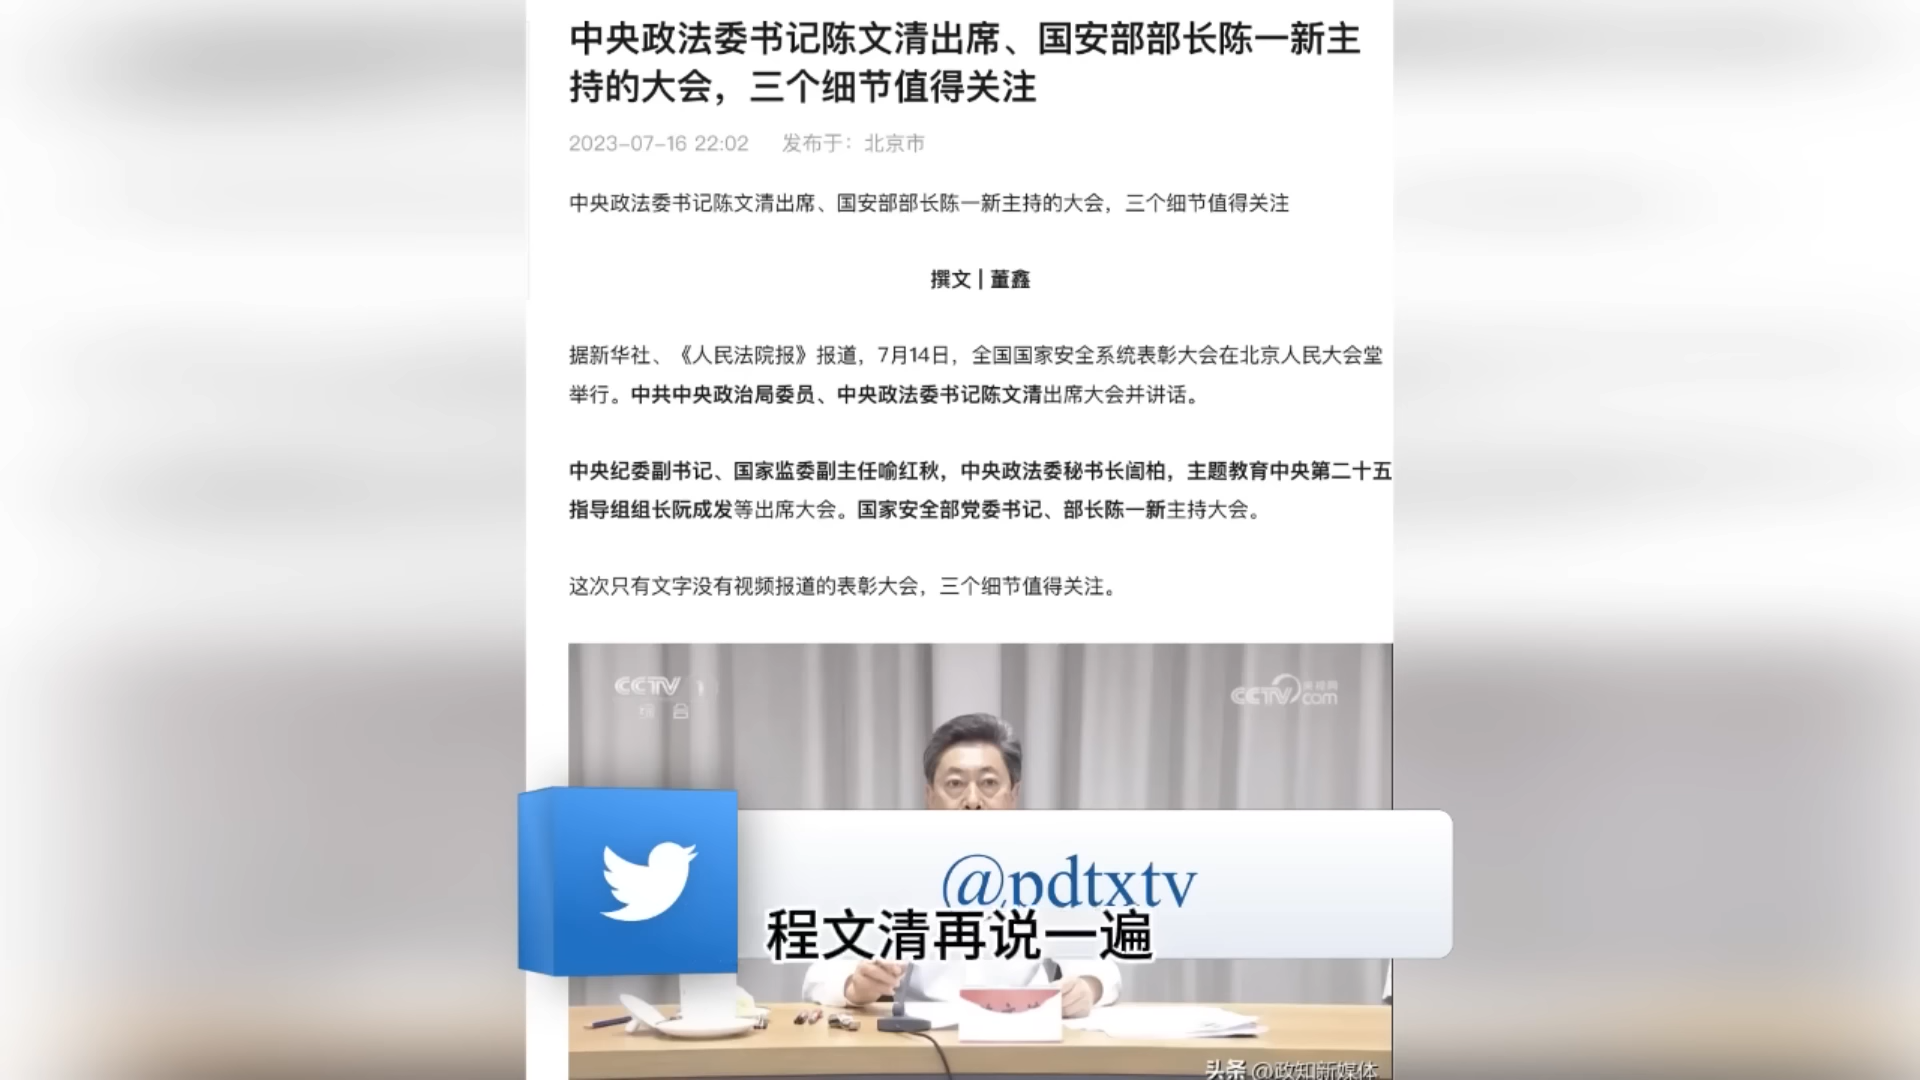 中央政法委书记陈文清出席、国安部部长陈一新主
持的大会，三个细节值得关注
2023-07-16 22:02 发布于：北京市
中央政法委书记陈文清出席、国安部部长陈一新主持的大会，三个细节值得关注
撰文 | 董鑫
据新华社、《人民法院报》报道，7月14日，全国国家安全系统表彰大会在北京人民大会堂
举行。中共中央政治局委员、中央政法委书记陈文清出席大会并讲话。
中央纪委副书记、国家监委副主任喻红秋，中央政法委秘书长訚柏，主题教育中央第二十五
指导组组长阮成发等出席大会。国家安全部党委书记、部长陈一新主持大会。
这次只有文字没有视频报道的表彰大会，三个细节值得关注。
CCTV 1
综合
CCTV 央视网
com
@pdtxtv
程文清再说一遍
头条 @政知新媒体